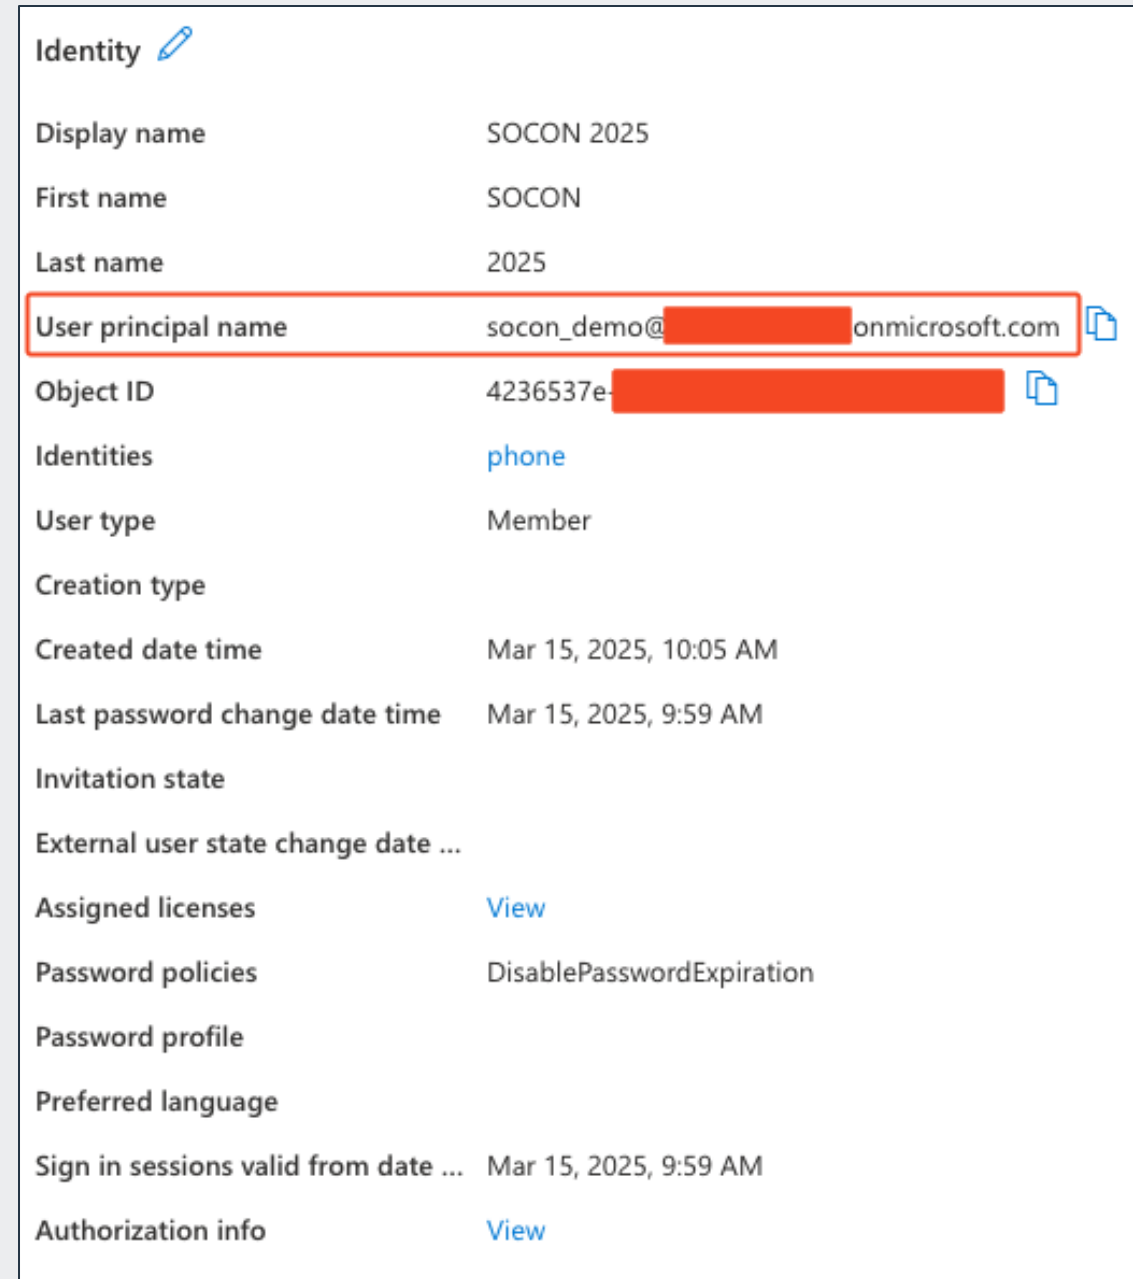 Identity
Display name SOCON 2025
First name SOCON
Last name 2025
User principal name socon_demo@ onmicrosoft.com
Object ID 4236537e-
Identities phone
User type Member
Creation type
Created date time Mar 15, 2025, 10:05 AM
Last password change date time Mar 15, 2025, 9:59 AM
Invitation state
External user state change date ...
Assigned licenses View
Password policies DisablePasswordExpiration
Password profile
Preferred language
Sign in sessions valid from date ... Mar 15, 2025, 9:59 AM
Authorization info View